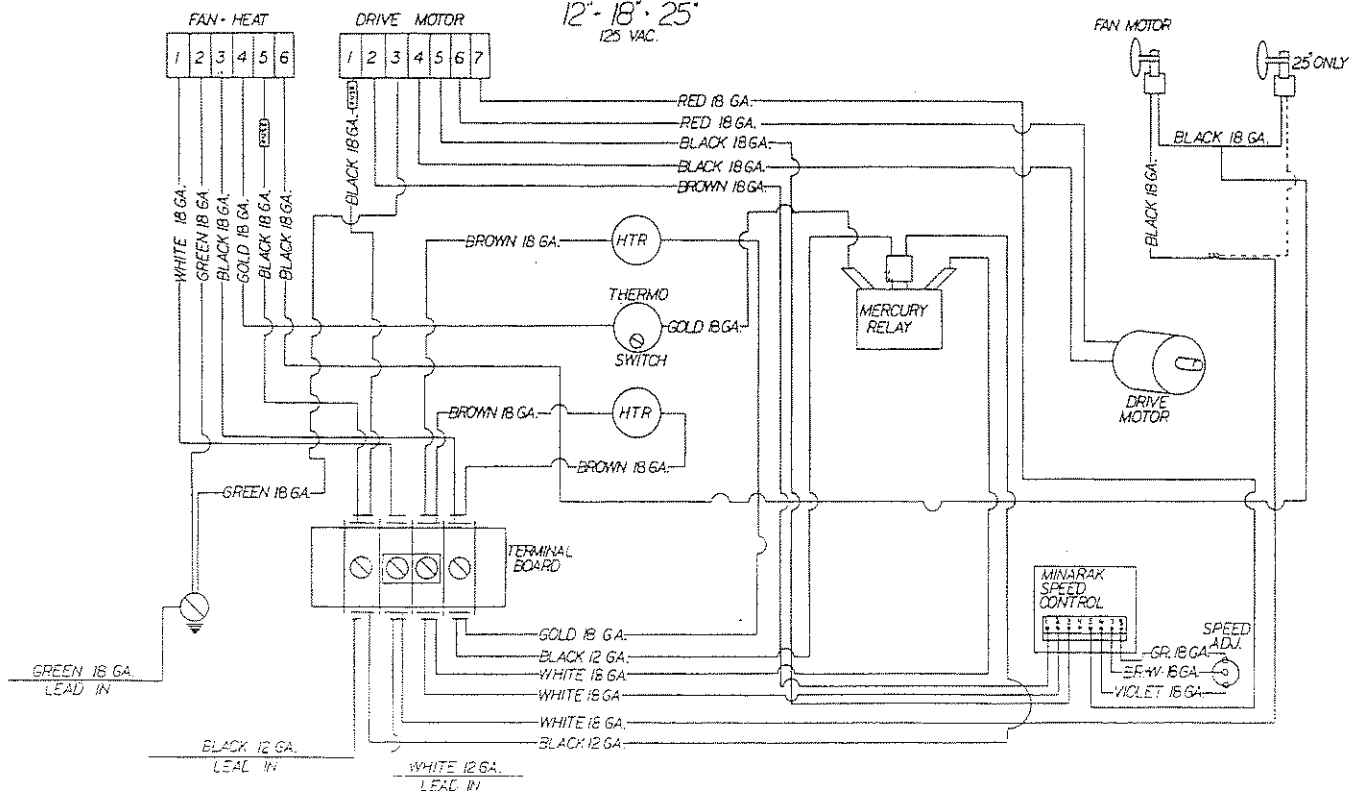 12"- 18"- 25"
125 VAC.
FAN - HEAT
1 2 3 4 5 6
DRIVE MOTOR
1 2 3 4 5 6 7
FAN MOTOR
25" ONLY
WHITE 18 GA.
GREEN 18 GA.
BLACK 18 GA.
GOLD 18 GA.
BLACK 18 GA.
BLACK 18 GA.
BLACK 18 GA.
RED 18 GA.
RED 18 GA.
BLACK 18 GA.
BLACK 18 GA.
BROWN 18 GA.
BLACK 18 GA.
BLACK 18 GA.
BROWN 18 GA.
HTR
THERMO
SWITCH
GOLD 18 GA.
MERCURY
RELAY
DRIVE
MOTOR
BROWN 18 GA.
HTR
BROWN 18 GA.
GREEN 18 GA.
TERMINAL
BOARD
MINARAK
SPEED
CONTROL
SPEED
ADJ.
GR. 18 GA.
BR-W 18 GA.
VIOLET 18 GA.
GOLD 18 GA.
BLACK 12 GA.
WHITE 18 GA.
WHITE 18 GA.
WHITE 18 GA.
BLACK 12 GA.
GREEN 18 GA.
LEAD IN
BLACK 12 GA.
LEAD IN
WHITE 12 GA.
LEAD IN